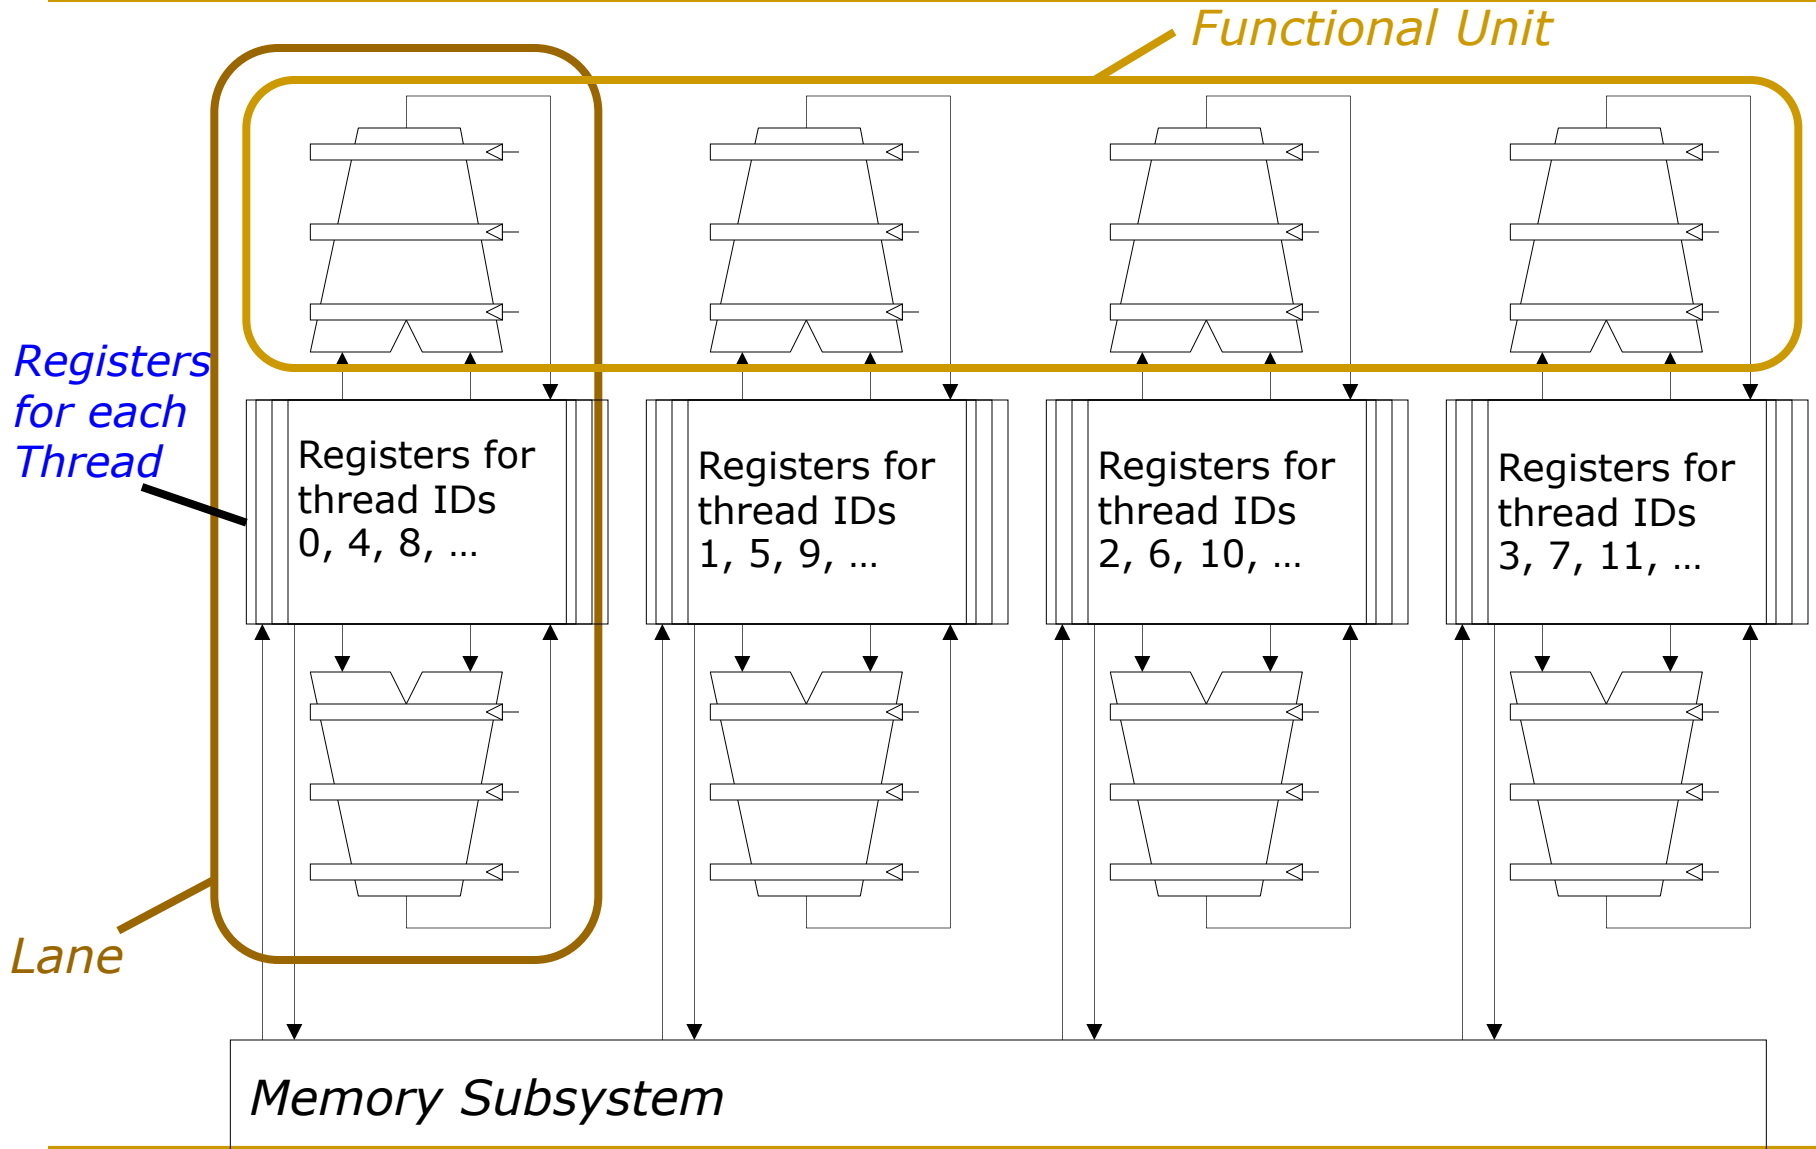 Functional Unit
Registers
for each
Thread
Registers for
thread IDs
0, 4, 8, …
Registers for
thread IDs
1, 5, 9, …
Registers for
thread IDs
2, 6, 10, …
Registers for
thread IDs
3, 7, 11, …
Lane
Memory Subsystem